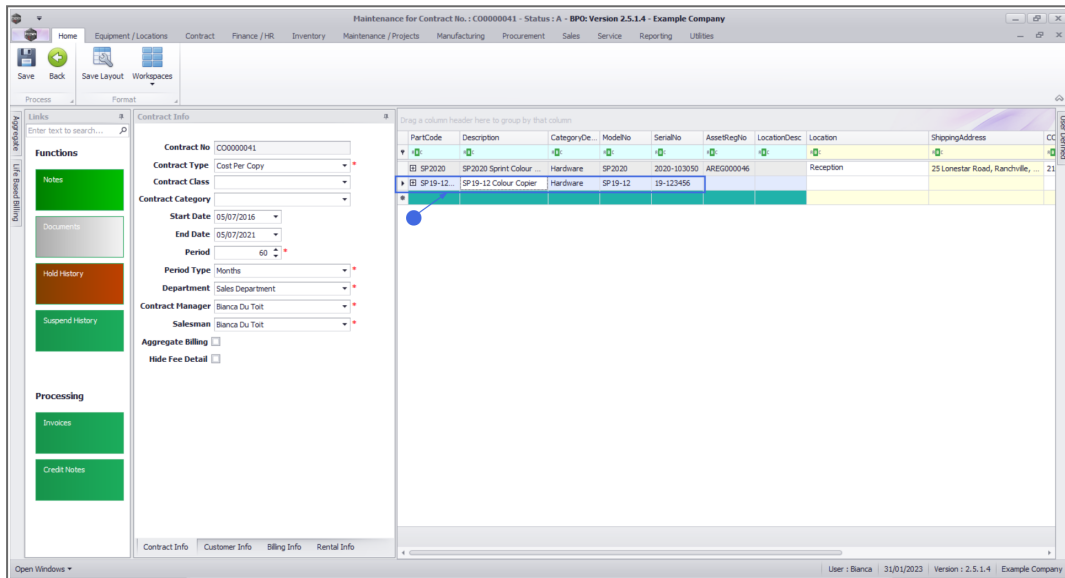 Maintenance for Contract No. : CO0000041 - Status : A - BPO: Version 2.5.1.4 - Example Company
Home Equipment / Locations Contract Finance / HR Inventory Maintenance / Projects Manufacturing Procurement Sales Service Reporting Utilities
Save Back Save Layout Workspaces
Process Format
Aggregate
Life Based Billing
Links
Enter text to search...
Functions
Notes
Documents
Hold History
Suspend History
Processing
Invoices
Credit Notes
Contract Info
Contract No CO0000041
Contract Type Cost Per Copy *
Contract Class
Contract Category
Start Date 05/07/2016
End Date 05/07/2021
Period 60 *
Period Type Months *
Department Sales Department *
Contract Manager Bianca Du Toit *
Salesman Bianca Du Toit *
Aggregate Billing
Hide Fee Detail
Contract Info Customer Info Billing Info Rental Info
Drag a column header here to group by that column
PartCode Description CategoryDe... ModelNo SerialNo AssetRegNo LocationDesc Location ShippingAddress CC
SP2020 SP2020 Sprint Colour ... Hardware SP2020 2020-103050 AREG000046 Reception 25 Lonestar Road, Ranchville, ... 21
SP19-12... SP19-12 Colour Copier Hardware SP19-12 19-123456
User Defined
Open Windows
User : Bianca 31/01/2023 Version : 2.5.1.4 Example Company